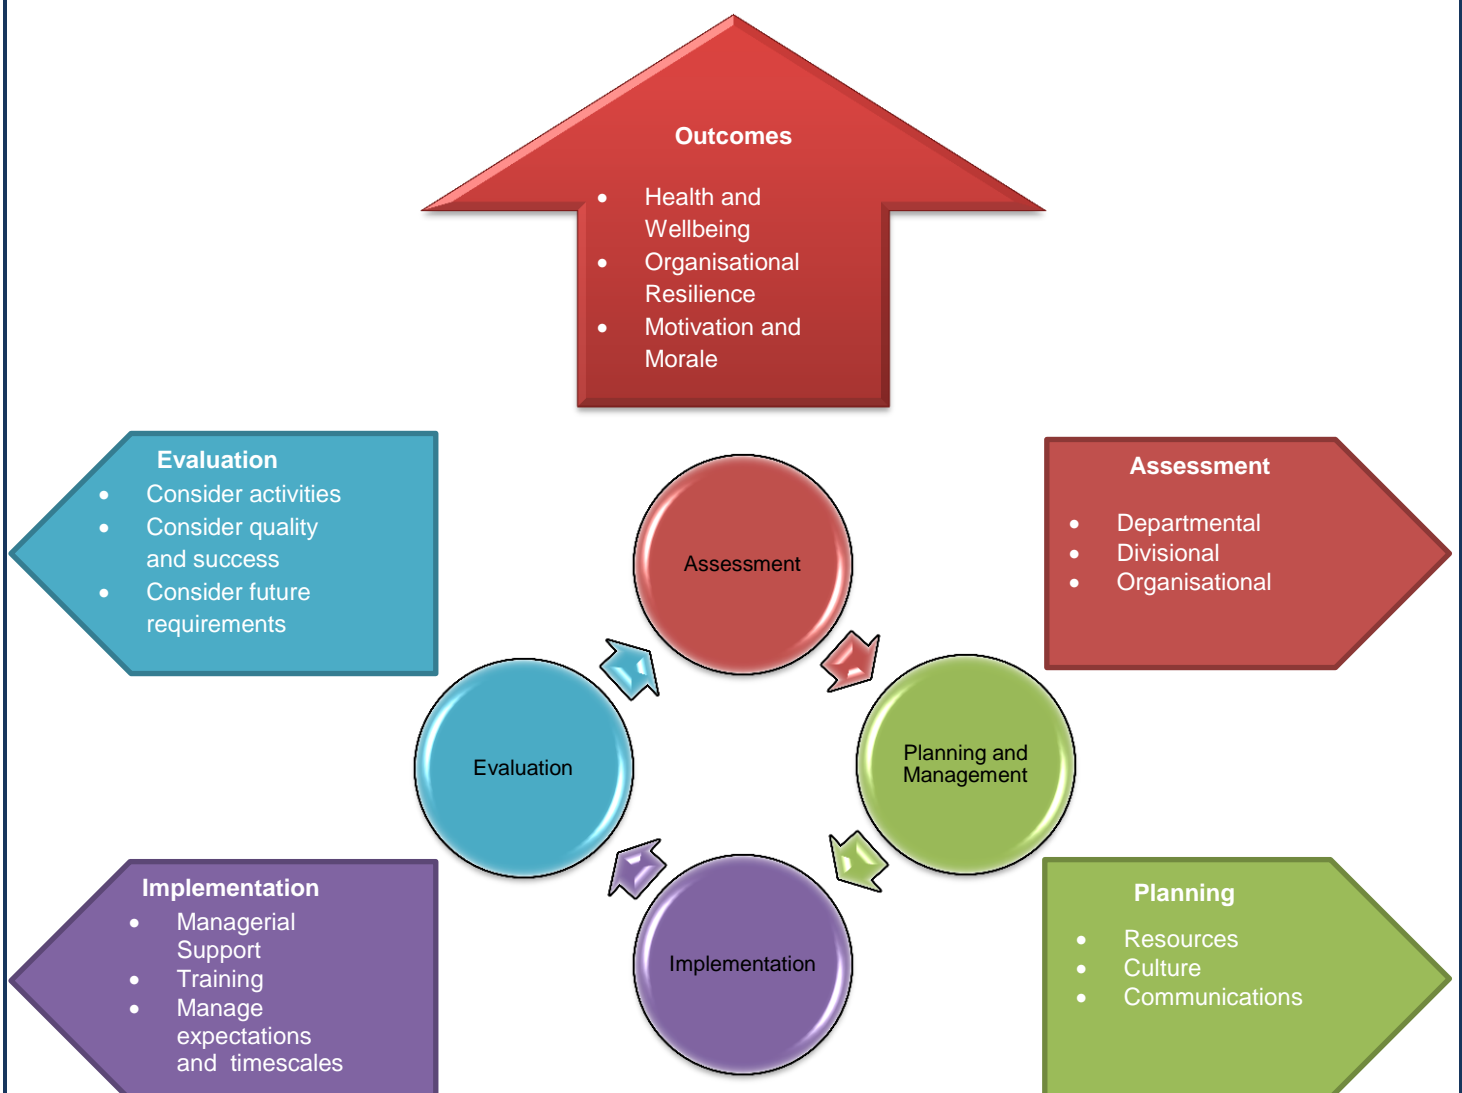 Outcomes
• Health and
Wellbeing
• Organisational
Resilience
• Motivation and
Morale
Evaluation
• Consider activities
• Consider quality
and success
• Consider future
requirements
Assessment
• Departmental
• Divisional
• Organisational
Assessment
Evaluation
Planning and
Management
Implementation
Implementation
• Managerial
Support
• Training
• Manage
expectations
and timescales
Planning
• Resources
• Culture
• Communications